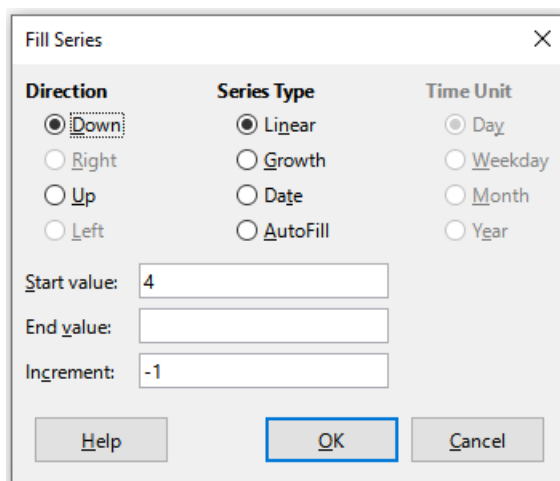 Fill Series
Direction Series Type Time Unit
Down Linear Day
Right Growth Weekday
Up Date Month
Left AutoFill Year
Start value: 4
End value:
Increment: -1
Help OK Cancel